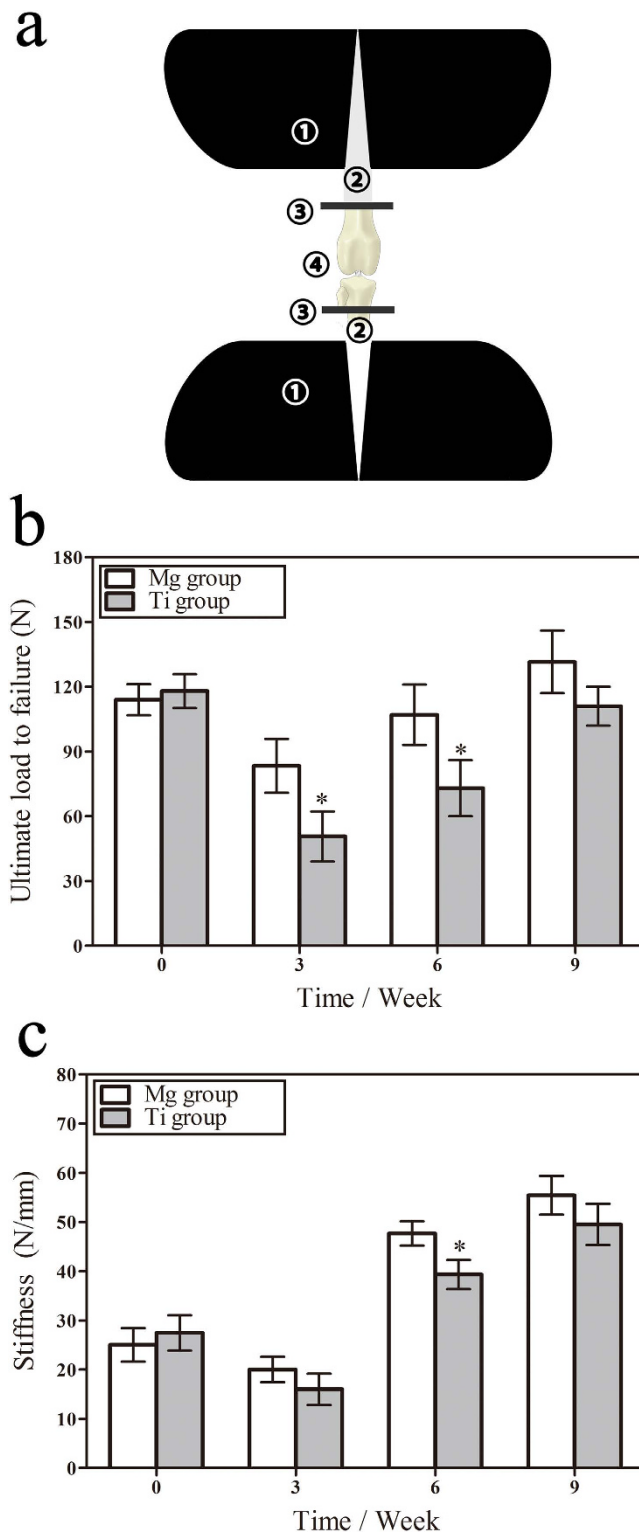 a
①
②
③
④
③
②
①
b
Ultimate load to failure (N)
180
150
120
90
60
30
0
Mg group
Ti group
*
*
0 3 6 9
Time / Week
c
Stiffness (N/mm)
80
70
60
50
40
30
20
10
0
Mg group
Ti group
*
0 3 6 9
Time / Week